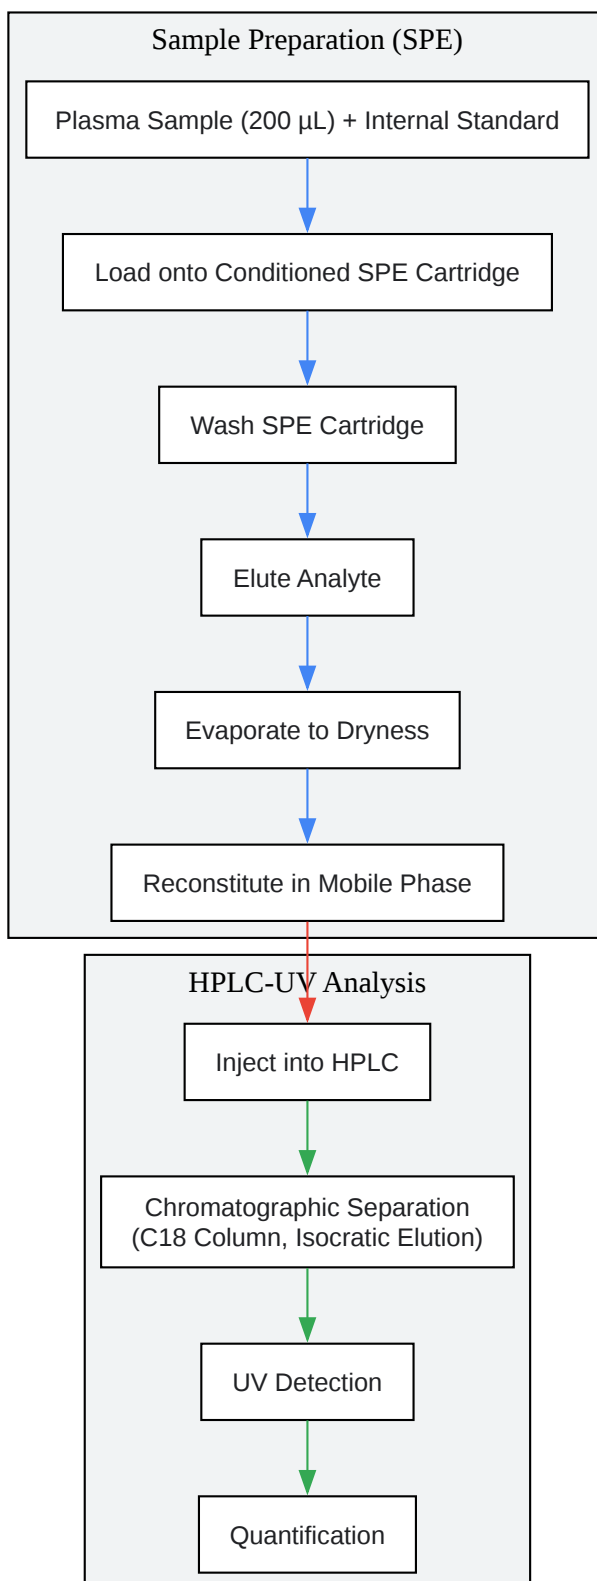 Sample Preparation (SPE)
Plasma Sample (200 µL) + Internal Standard
Load onto Conditioned SPE Cartridge
Wash SPE Cartridge
Elute Analyte
Evaporate to Dryness
Reconstitute in Mobile Phase
HPLC-UV Analysis
Inject into HPLC
Chromatographic Separation
(C18 Column, Isocratic Elution)
UV Detection
Quantification